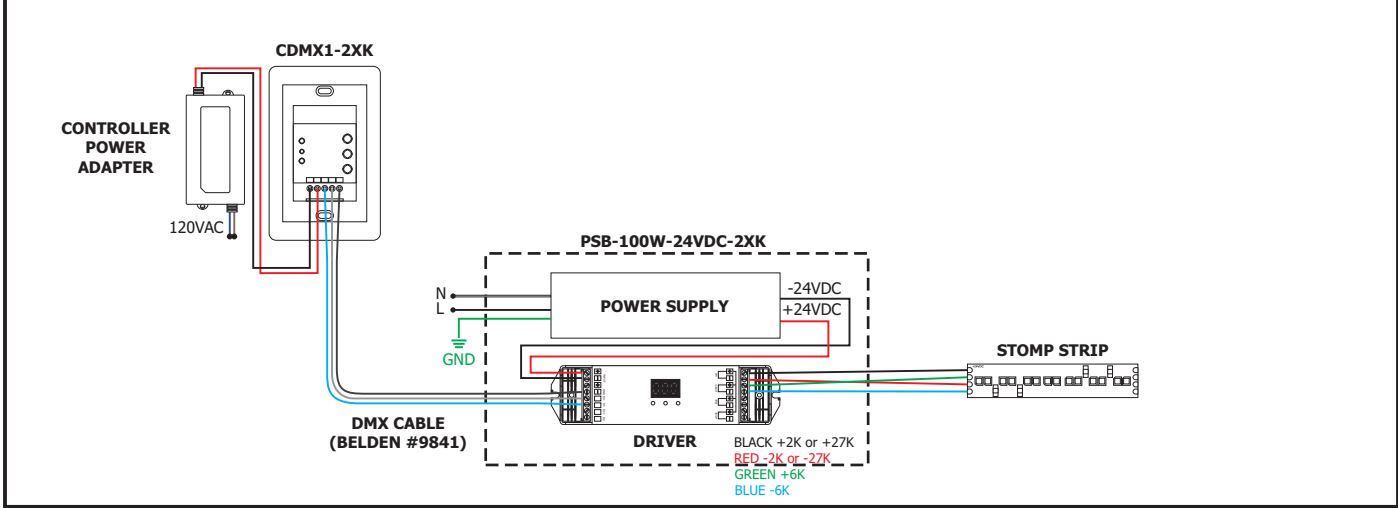 CDMX1-2XK
CONTROLLER
POWER
ADAPTER
120VAC
PSB-100W-24VDC-2XK
N
L
GND
POWER SUPPLY
-24VDC
+24VDC
STOMP STRIP
DMX CABLE
(BELDEN #9841)
DRIVER
BLACK +2K or +27K
RED -2K or -27K
GREEN +6K
BLUE -6K